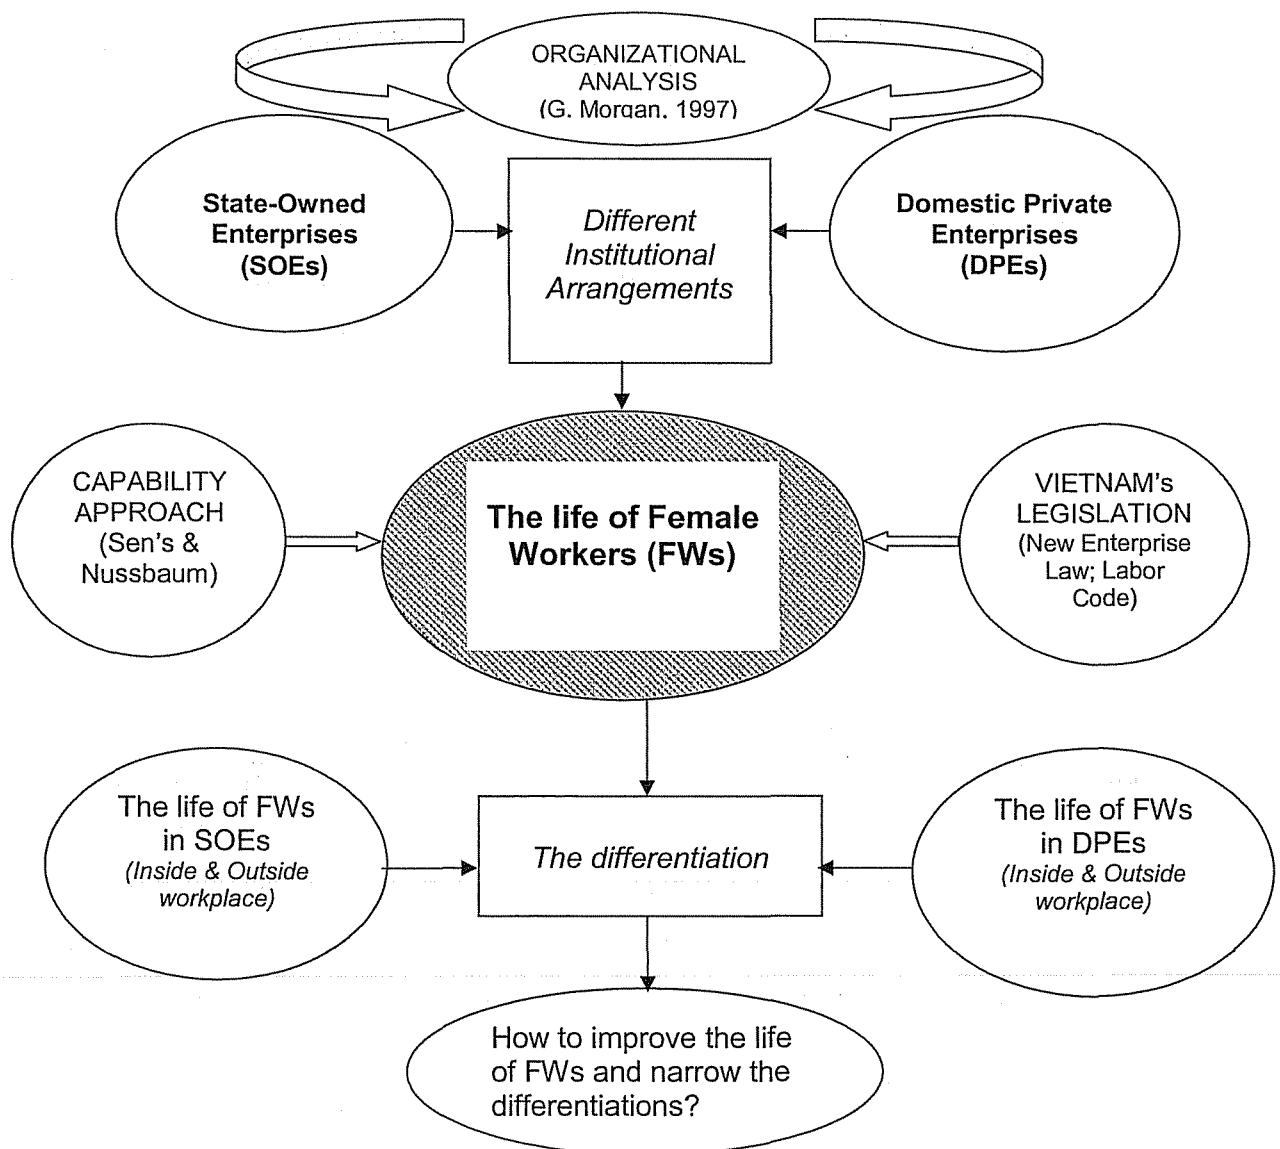 ORGANIZATIONAL
ANALYSIS
(G. Morgan, 1997)
State-Owned
Enterprises
(SOEs)
Different
Institutional
Arrangements
Domestic Private
Enterprises
(DPEs)
CAPABILITY
APPROACH
(Sen's &
Nussbaum)
The life of Female
Workers (FWs)
VIETNAM's
LEGISLATION
(New Enterprise
Law; Labor
Code)
The life of FWs
in SOEs
(Inside & Outside
workplace)
The differentiation
The life of FWs
in DPEs
(Inside & Outside
workplace)
How to improve the life
of FWs and narrow the
differentiations?